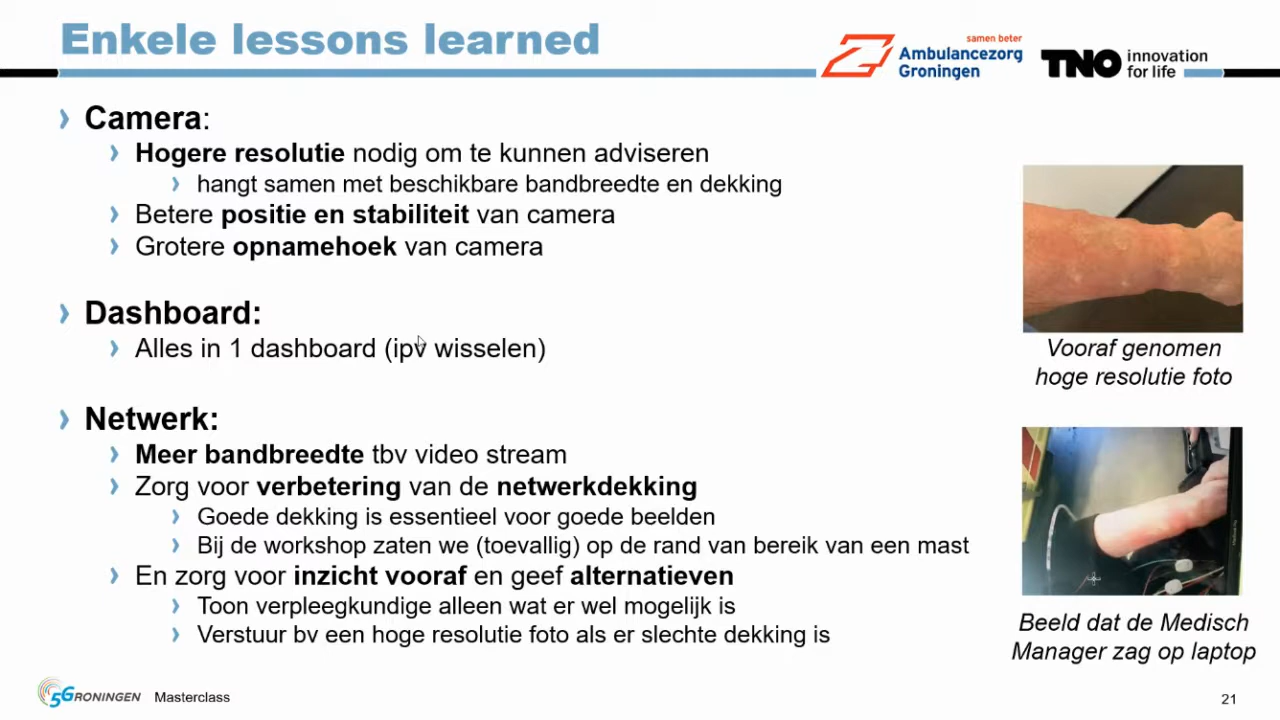 Enkele lessons learned
samen beter
Ambulancezorg
Groningen
TNO innovation
for life
Camera:
Hogere resolutie nodig om te kunnen adviseren
hangt samen met beschikbare bandbreedte en dekking
Betere positie en stabiliteit van camera
Grotere opnamehoek van camera
Dashboard:
Alles in 1 dashboard (ipv wisselen)
Netwerk:
Meer bandbreedte tbv video stream
Zorg voor verbetering van de netwerkdekking
Goede dekking is essentieel voor goede beelden
Bij de workshop zaten we (toevallig) op de rand van bereik van een mast
En zorg voor inzicht vooraf en geef alternatieven
Toon verpleegkundige alleen wat er wel mogelijk is
Verstuur bv een hoge resolutie foto als er slechte dekking is
Vooraf genomen
hoge resolutie foto
Beeld dat de Medisch
Manager zag op laptop
5GRONINGEN Masterclass
21